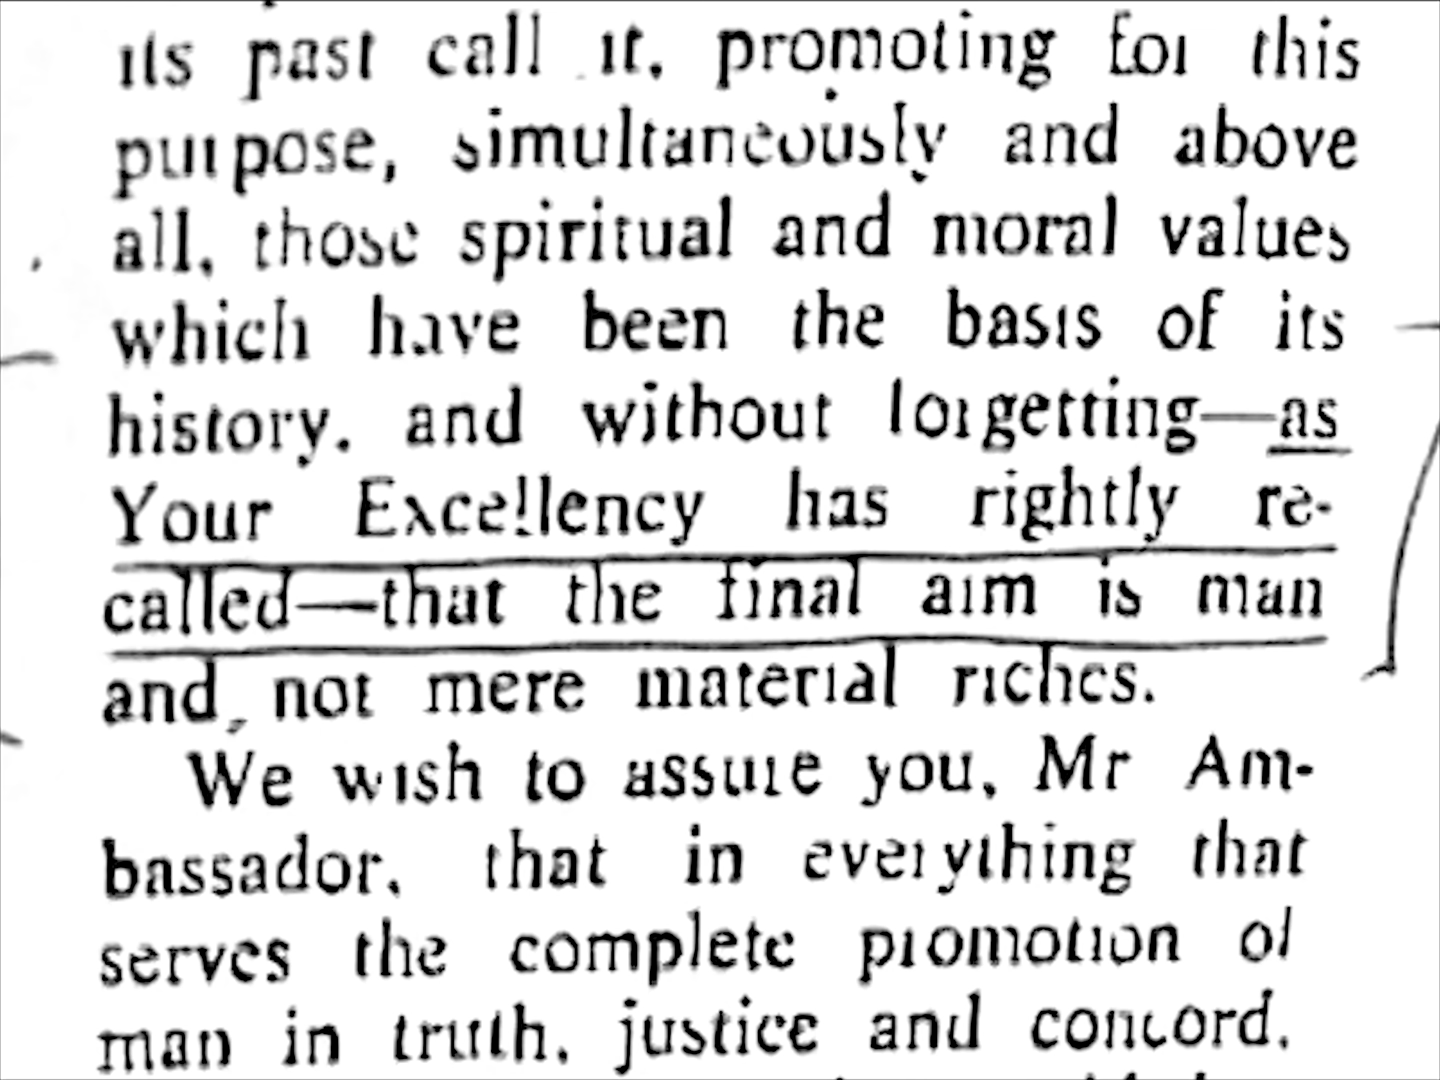 its past call it, promoting for this
purpose, simultaneously and above
all, those spiritual and moral values
which have been the basis of its
history, and without forgetting—as
Your Excellency has rightly re-
called—that the final aim is man
and not mere material riches.
We wish to assure you, Mr Am-
bassador, that in everything that
serves the complete promotion of
man in truth, justice and concord,